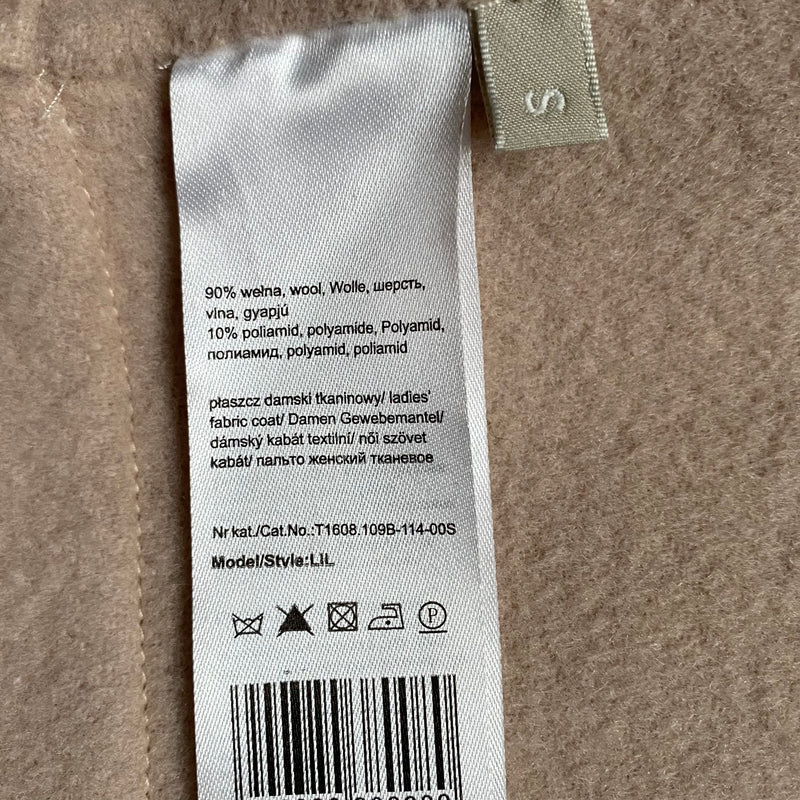 S
90% wełna, wool, Wolle, шерсть,
vlna, gyapjú
10% poliamid, polyamide, Polyamid,
полиамид, polyamid, poliamid
płaszcz damski tkaninowy/ ladies'
fabric coat/ Damen Gewebemantel/
dámský kabát textilní/ női szövet
kabát/ пальто женский тканевое
Nr kat./Cat.No.:T1608.109B-114-00S
Model/Style:LIL
P